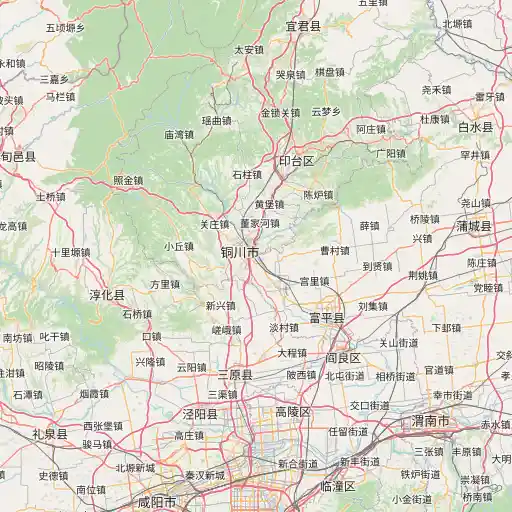 宜君县
五里镇
北塬镇
五顷塬乡
太安镇
永和镇
三嘉乡
哭泉镇
棋盘镇
马栏镇
尧禾镇
雷牙镇
瑶曲镇
金锁关镇
云梦乡
杜康镇
阿庄镇
白水县
庙湾镇
旬邑县
印台区
广阳镇
罕井镇
石柱镇
照金镇
土桥镇
陈炉镇
黄堡镇
尧山镇
桥陵镇
关庄镇
董家河镇
薛镇
蒲城县
龙高镇
兴镇
小丘镇
铜川市
曹村镇
十里塬镇
到贤镇
陈庄镇
荆姚镇
方里镇
宫里镇
党睦镇
淳化县
新兴镇
刘集镇
石桥镇
富平县
嵯峨镇
淡村镇
下邽镇
南坊镇
叱干镇
口镇
关山街道
大程镇
阎良区
昭陵镇
兴隆镇
云阳镇
官道镇
三原县
陂西镇
北屯街道
相桥街道
石潭镇
烟霞镇
三渠镇
幸市街道
交口街道
泾阳县
高陵区
渭南市
西张堡镇
赤水镇
礼泉县
高庄镇
任留街道
骏马镇
三张镇
丰原镇
北塬新城
新合街道
新丰街道
史德镇
秦汉新城
铁炉街道
崇凝镇
南位镇
临潼区
咸阳市
小金街道
桥南镇